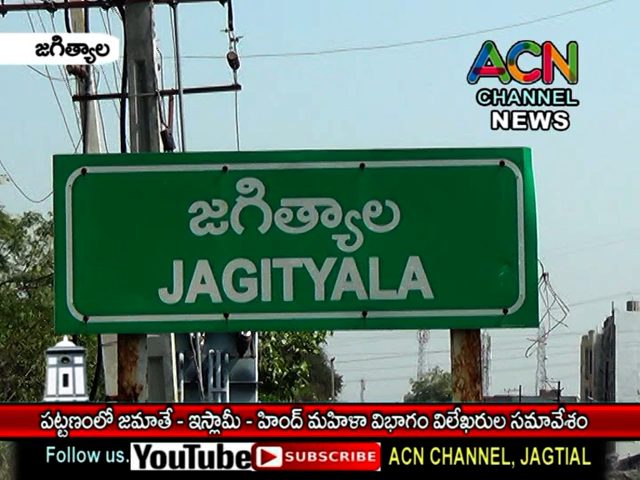 జగిత్యాల
ACN
CHANNEL
NEWS
జగిత్యాల
JAGITYALA
పట్టణంలో జమాతే - ఇస్లామీ - హింద్ మహిళా విభాగం విలేఖరుల సమావేశం
Follow us. YouTube SUBSCRIBE ACN CHANNEL, JAGTIAL